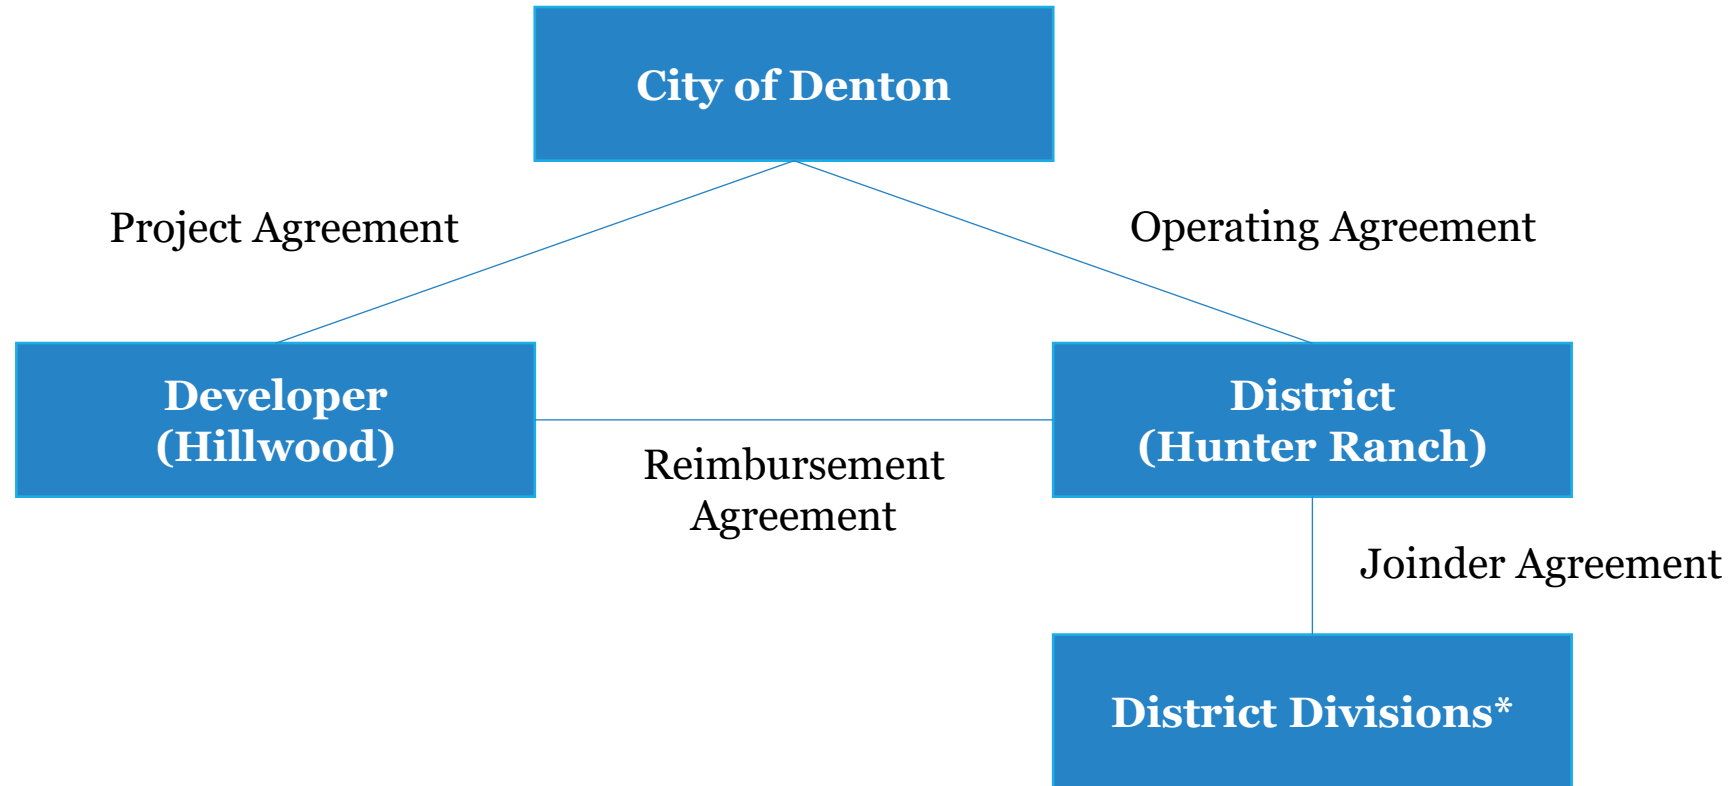 City of Denton
Project Agreement
Operating Agreement
Developer
(Hillwood)
District
(Hunter Ranch)
Reimbursement
Agreement
Joinder Agreement
District Divisions*